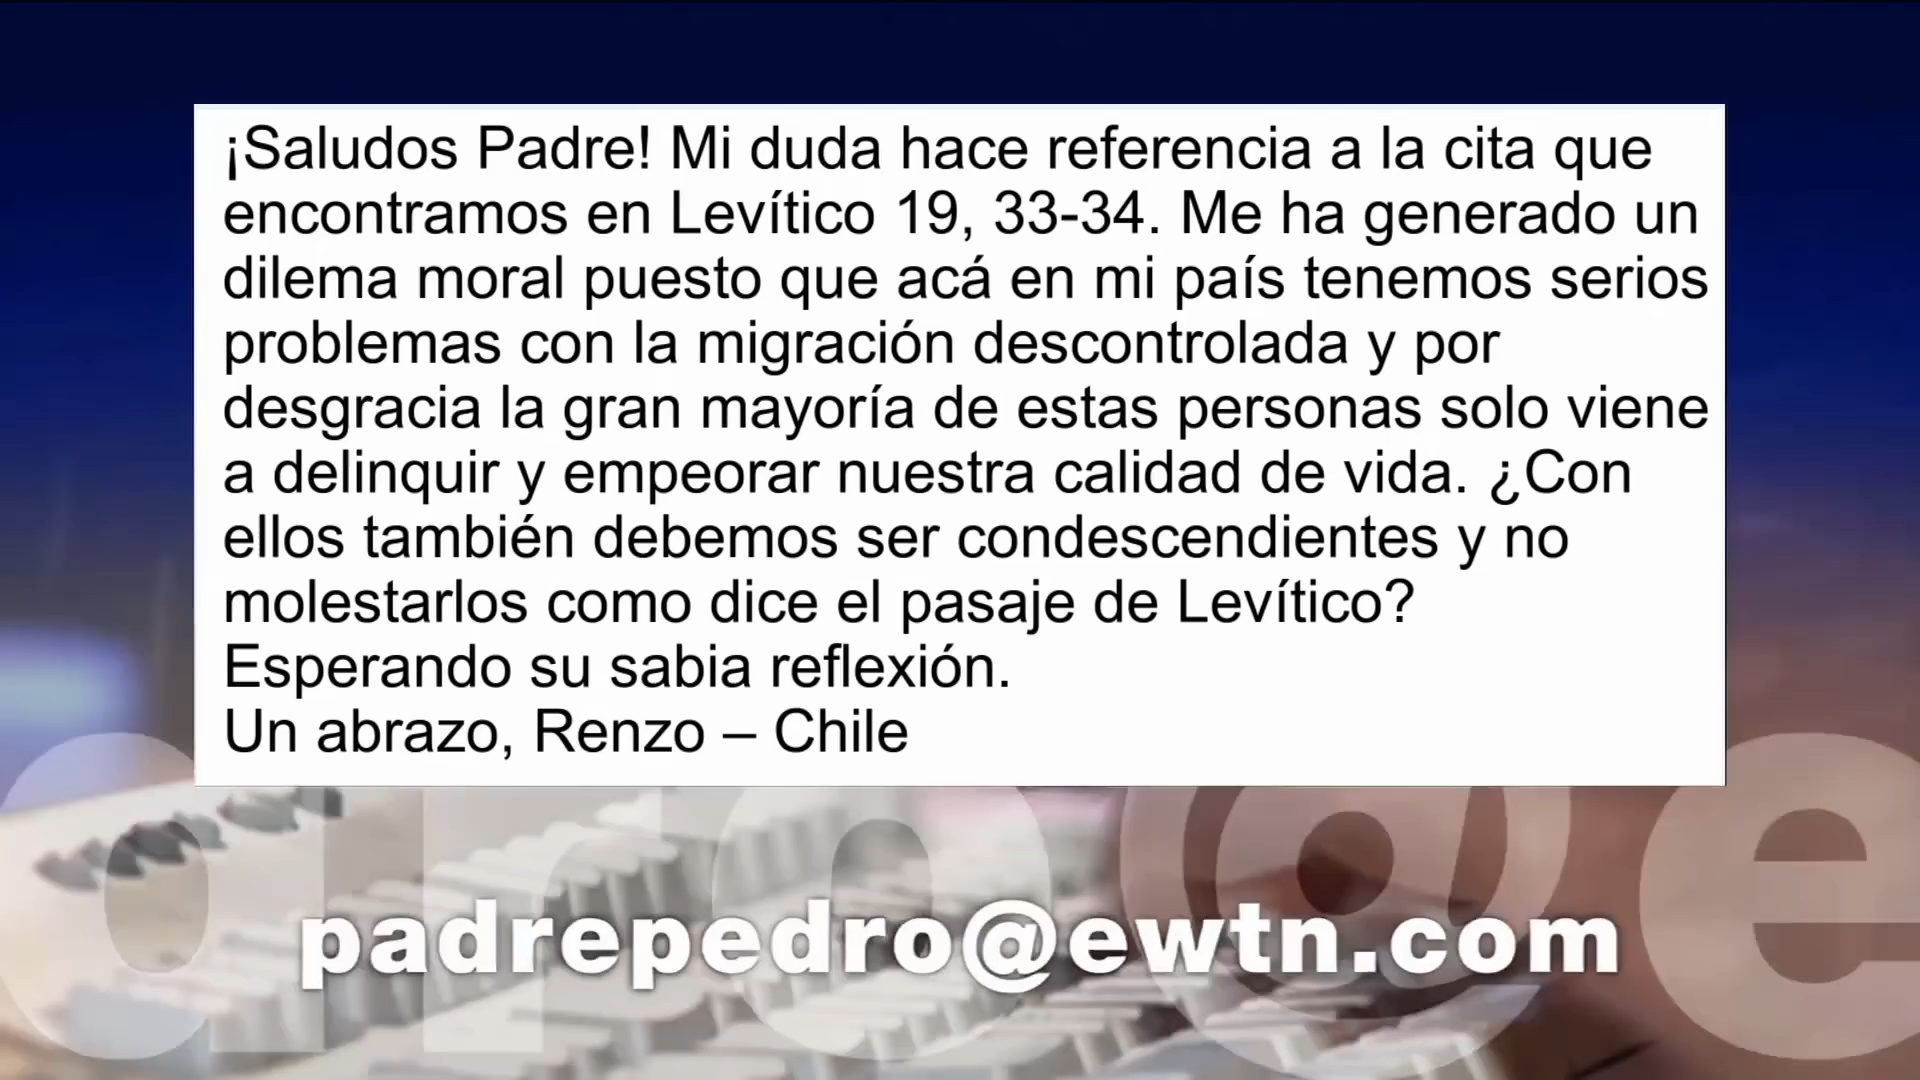 ¡Saludos Padre! Mi duda hace referencia a la cita que
encontramos en Levítico 19, 33-34. Me ha generado un
dilema moral puesto que acá en mi país tenemos serios
problemas con la migración descontrolada y por
desgracia la gran mayoría de estas personas solo viene
a delinquir y empeorar nuestra calidad de vida. ¿Con
ellos también debemos ser condescendientes y no
molestarlos como dice el pasaje de Levítico?
Esperando su sabia reflexión.
Un abrazo, Renzo – Chile
padrepedro@ewtn.com